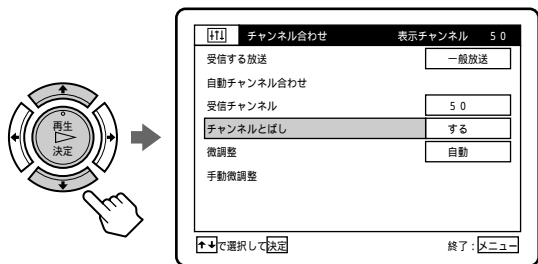 チャンネル合わせ 表示チャンネル 50
受信する放送 一般放送
自動チャンネル合わせ
受信チャンネル 50
チャンネルとばし する
微調整 自動
手動微調整
↑↓で選択して決定 終了:メニュー
再生
決定